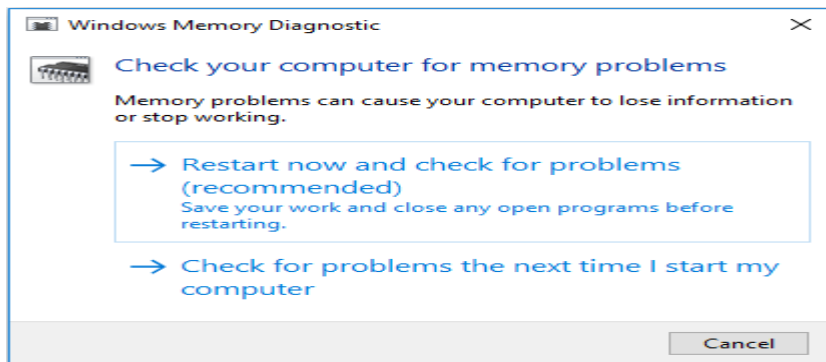 Windows Memory Diagnostic
Check your computer for memory problems
Memory problems can cause your computer to lose information
or stop working.
Restart now and check for problems
(recommended)
Save your work and close any open programs before
restarting.
Check for problems the next time I start my
computer
Cancel